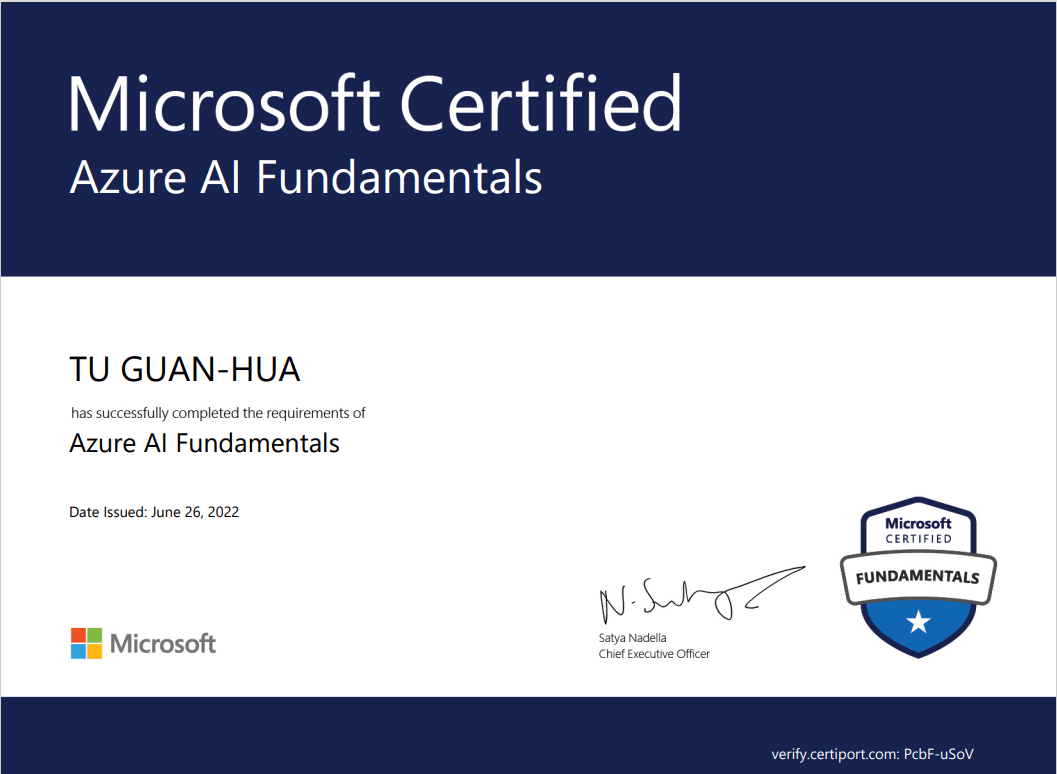 Microsoft Certified
Azure AI Fundamentals
TU GUAN-HUA
has successfully completed the requirements of
Azure AI Fundamentals
Date Issued: June 26, 2022
Microsoft
CERTIFIED
FUNDAMENTALS
Satya Nadella
Chief Executive Officer
Microsoft
verify.certiport.com: PcbF-uSoV